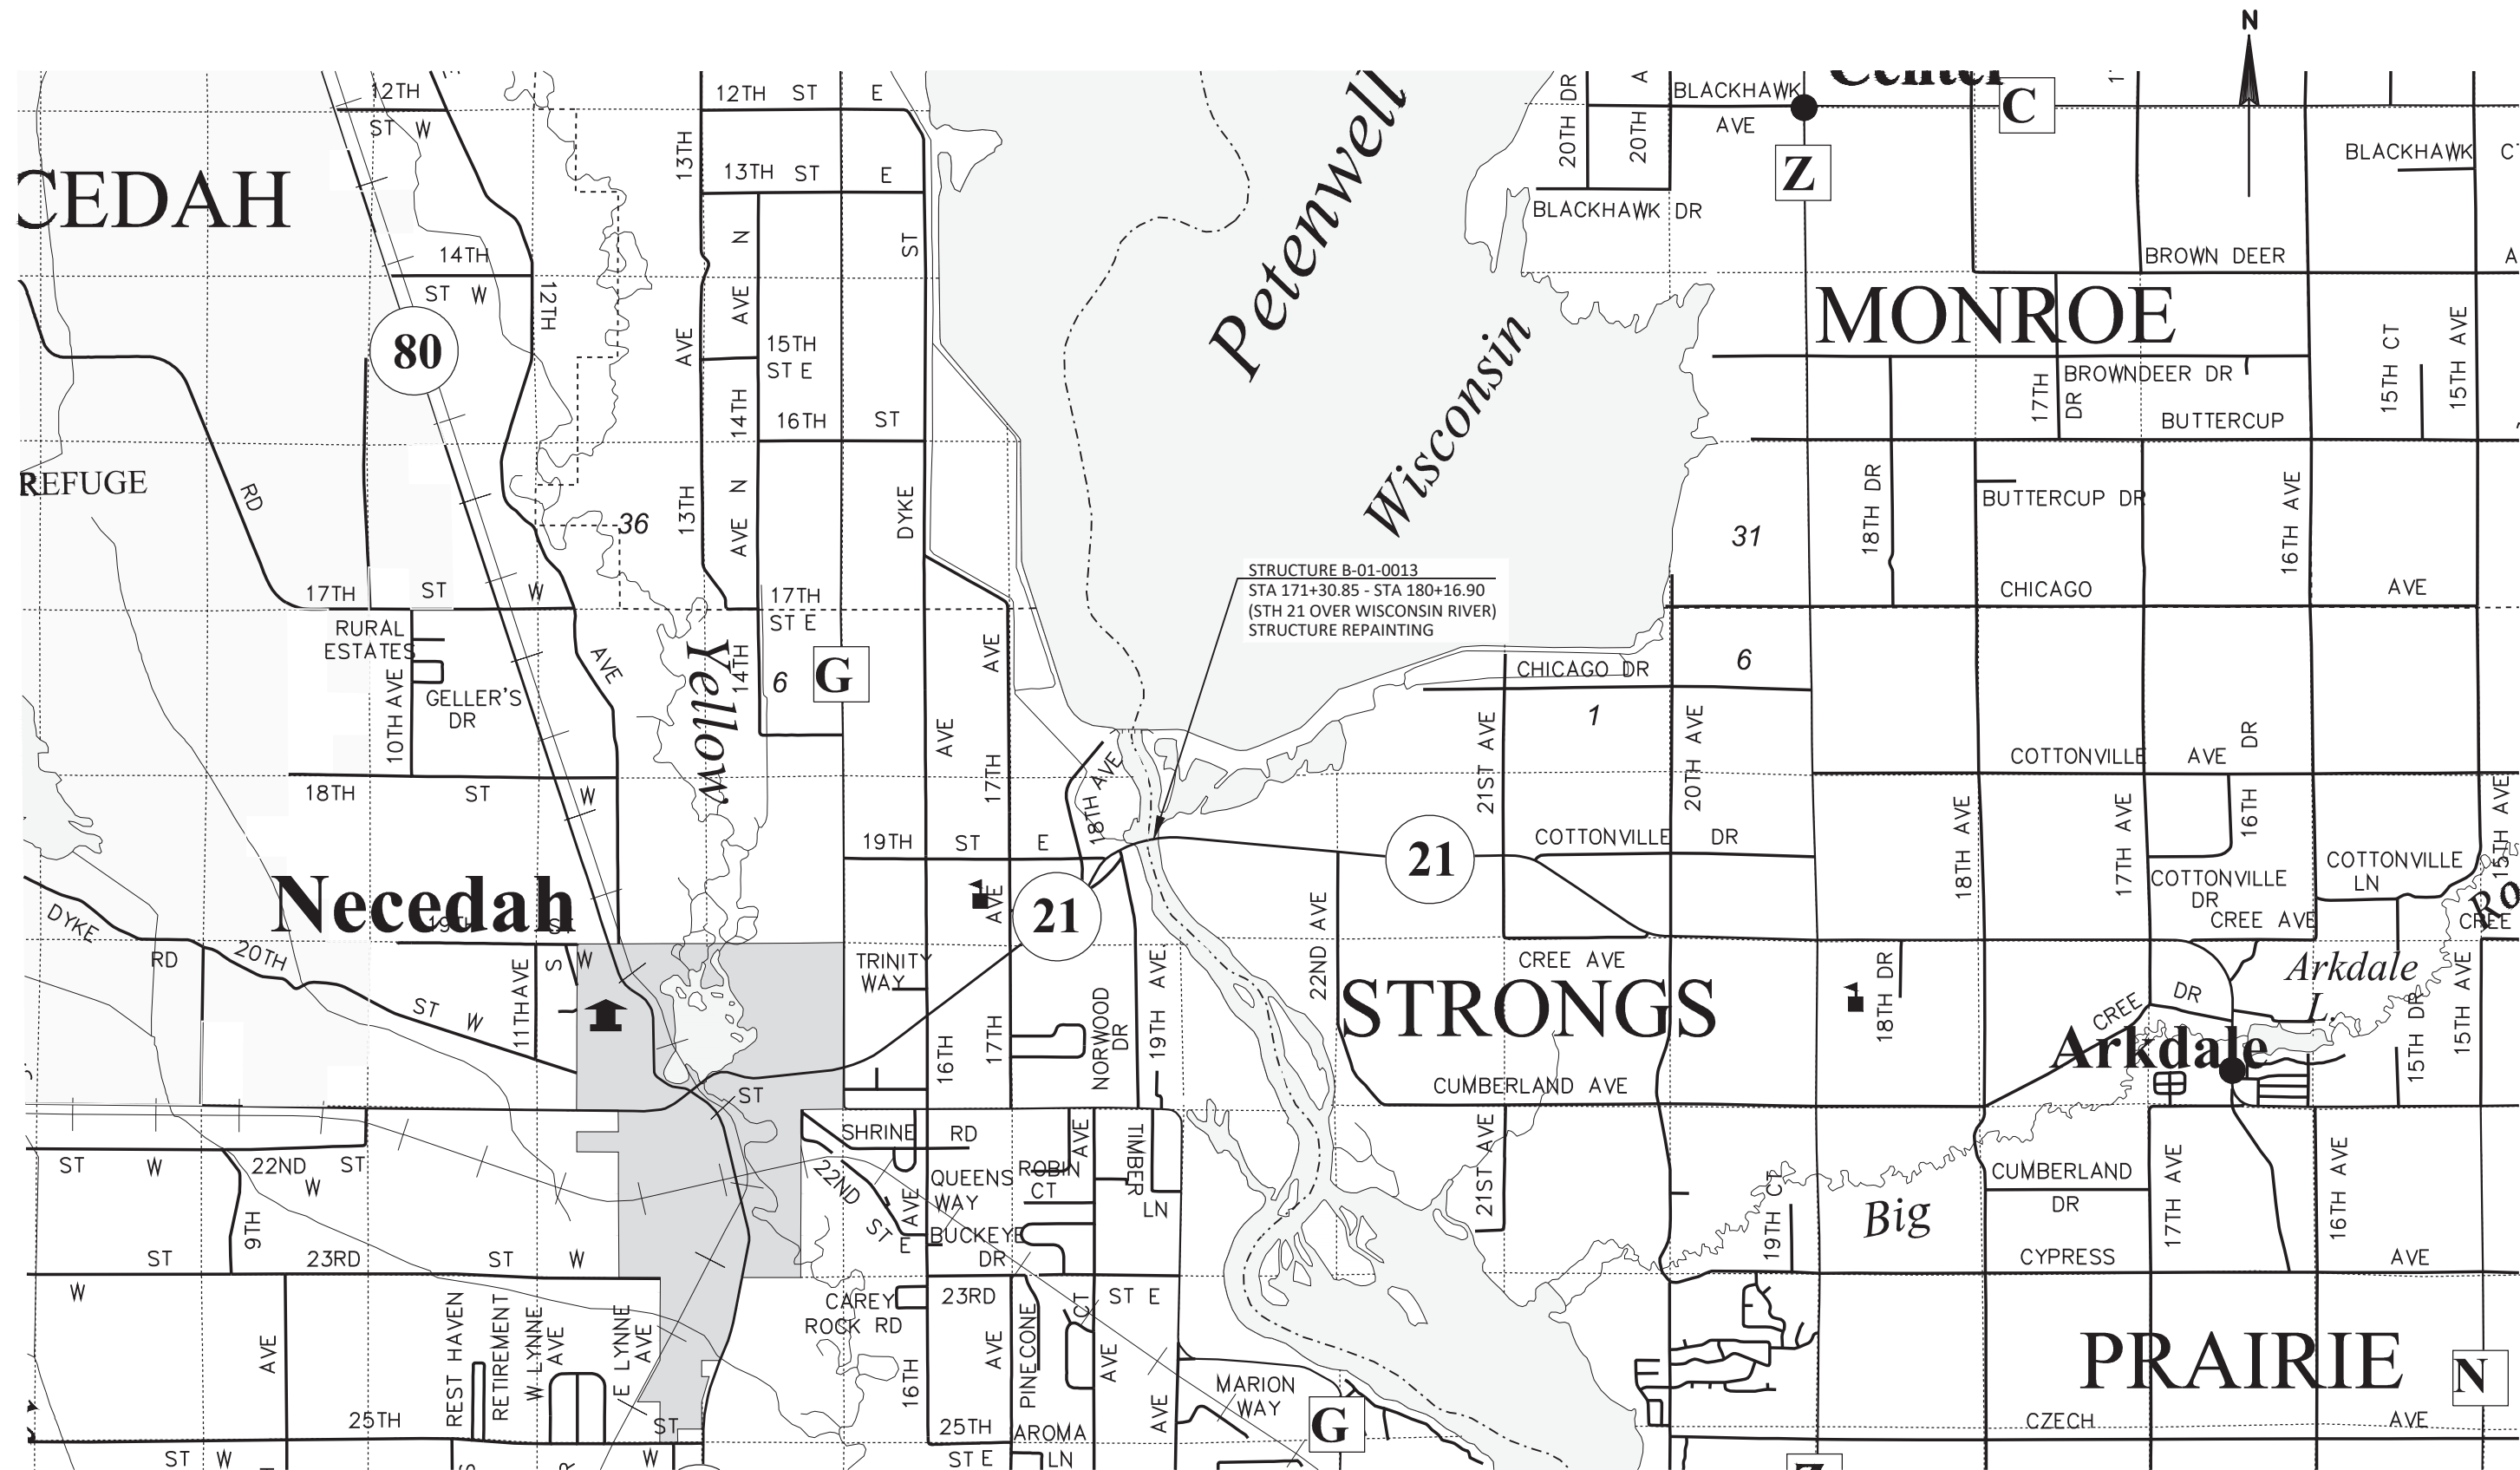 N
Center
C
12TH
ST W
12TH ST E
BLACKHAWK
AVE
20TH DR
20TH A
13TH
13TH ST E
Petenwell
Z
BLACKHAWK C
CEDAH
BLACKHAWK DR
N
ST
14TH
ST W
BROWN DEER A
12TH
AVE
MONROE
80
AVE
15TH
ST E
Wisconsin
15TH CT
15TH AVE
BROWNDEER DR
17TH
DR
14TH
16TH ST
BUTTERCUP
REFUGE
RD
13TH
AVE N
DYKE
36
18TH DR
BUTTERCUP DR
16TH AVE
31
STRUCTURE B-01-0013
STA 171+30.85 - STA 180+16.90
(STH 21 OVER WISCONSIN RIVER)
STRUCTURE REPAINTING
17TH ST W
17TH
ST E
CHICAGO AVE
RURAL
ESTATES
AVE
Yellow
14TH
6
G
AVE
CHICAGO DR
6
10TH AVE
GELLER'S
DR
1
AVE
17TH
18TH AVE
21ST AVE
20TH AVE
COTTONVILLE AVE
DR
16TH
18TH ST W
19TH ST E
COTTONVILLE DR
18TH AVE
17TH AVE
15TH AVE
21
21
COTTONVILLE
LN
COTTONVILLE
DR
Necedah
19TH ST
W
DYKE
RD
20TH
ST W
11TH AVE
S
AVE
22ND AVE
CREE AVE
CREE
Ro
TRINITY
WAY
CREE AVE
STRONGS
18TH DR
Arkdale
L.
CREE DR
Arkdale
15TH DR
15TH AVE
16TH
17TH
NORWOOD
DR
19TH AVE
ST
CUMBERLAND AVE
SHRINE RD
AVE
TIMBER
LN
21ST AVE
ST W
22ND ST
W
22ND ST E
AVE
QUEENS
WAY
ROBIN
CT
BUCKEYE
DR
9TH
19TH CT
Big
CUMBERLAND
DR
17TH AVE
16TH AVE
ST 23RD ST W
CYPRESS AVE
W
CAREY
ROCK RD
23RD ST E
CT
AVE
REST HAVEN
RETIREMENT
W LYNNE
AVE
E LYNNE
AVE
16TH
AVE
PINE CONE
AVE
AVE
MARION
WAY
G
PRAIRIE
N
25TH ST
25TH
AROMA
CZECH AVE
ST W
W
ST E
LN
Z